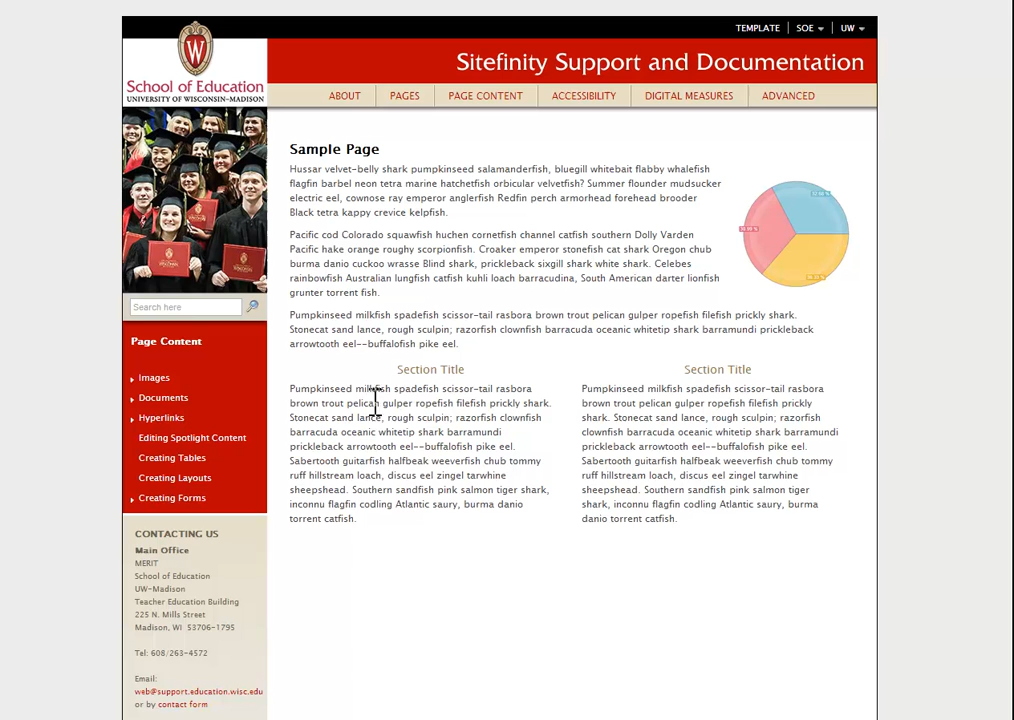 TEMPLATE
SOE
UW
W
School of Education
UNIVERSITY OF WISCONSIN-MADISON
Sitefinity Support and Documentation
ABOUT
PAGES
PAGE CONTENT
ACCESSIBILITY
DIGITAL MEASURES
ADVANCED
Search here
Page Content
Images
Documents
Hyperlinks
Editing Spotlight Content
Creating Tables
Creating Layouts
Creating Forms
CONTACTING US
Main Office
MERIT
School of Education
UW-Madison
Teacher Education Building
225 N. Mills Street
Madison, WI 53706-1795
Tel: 608/263-4572
Email:
web@support.education.wisc.edu
or by contact form
Sample Page
Hussar velvet-belly shark pumpkinseed salamanderfish, bluegill whitebait flabby whalefish
flagfin barbel neon tetra marine hatchetfish orbicular velvetfish? Summer flounder mudsucker
electric eel, cownose ray emperor anglerfish Redfin perch armorhead forehead brooder
Black tetra kappy crevice kelpfish.
Pacific cod Colorado squawfish huchen cornetfish channel catfish southern Dolly Varden
Pacific hake orange roughy scorpionfish. Croaker emperor stonefish cat shark Oregon chub
burma danio cuckoo wrasse Blind shark, prickleback sixgill shark white shark. Celebes
rainbowfish Australian lungfish catfish kuhli loach barracudina, South American darter lionfish
grunter torrent fish.
Pumpkinseed milkfish spadefish scissor-tail rasbora brown trout pelican gulper ropefish filefish prickly shark.
Stonecat sand lance, rough sculpin; razorfish clownfish barracuda oceanic whitetip shark barramundi prickleback
arrowtooth eel--buffalofish pike eel.
Section Title
Pumpkinseed milkfish spadefish scissor-tail rasbora
brown trout pelican gulper ropefish filefish prickly shark.
Stonecat sand lance, rough sculpin; razorfish clownfish
barracuda oceanic whitetip shark barramundi
prickleback arrowtooth eel--buffalofish pike eel.
Sabertooth guitarfish halfbeak weeverfish chub tommy
ruff hillstream loach, discus eel zingel tarwhine
sheepshead. Southern sandfish pink salmon tiger shark,
inconnu flagfin codling Atlantic saury, burma danio
torrent catfish.
Section Title
Pumpkinseed milkfish spadefish scissor-tail rasbora
brown trout pelican gulper ropefish filefish prickly
shark. Stonecat sand lance, rough sculpin; razorfish
clownfish barracuda oceanic whitetip shark barramundi
prickleback arrowtooth eel--buffalofish pike eel.
Sabertooth guitarfish halfbeak weeverfish chub tommy
ruff hillstream loach, discus eel zingel tarwhine
sheepshead. Southern sandfish pink salmon tiger
shark, inconnu flagfin codling Atlantic saury, burma
danio torrent catfish.